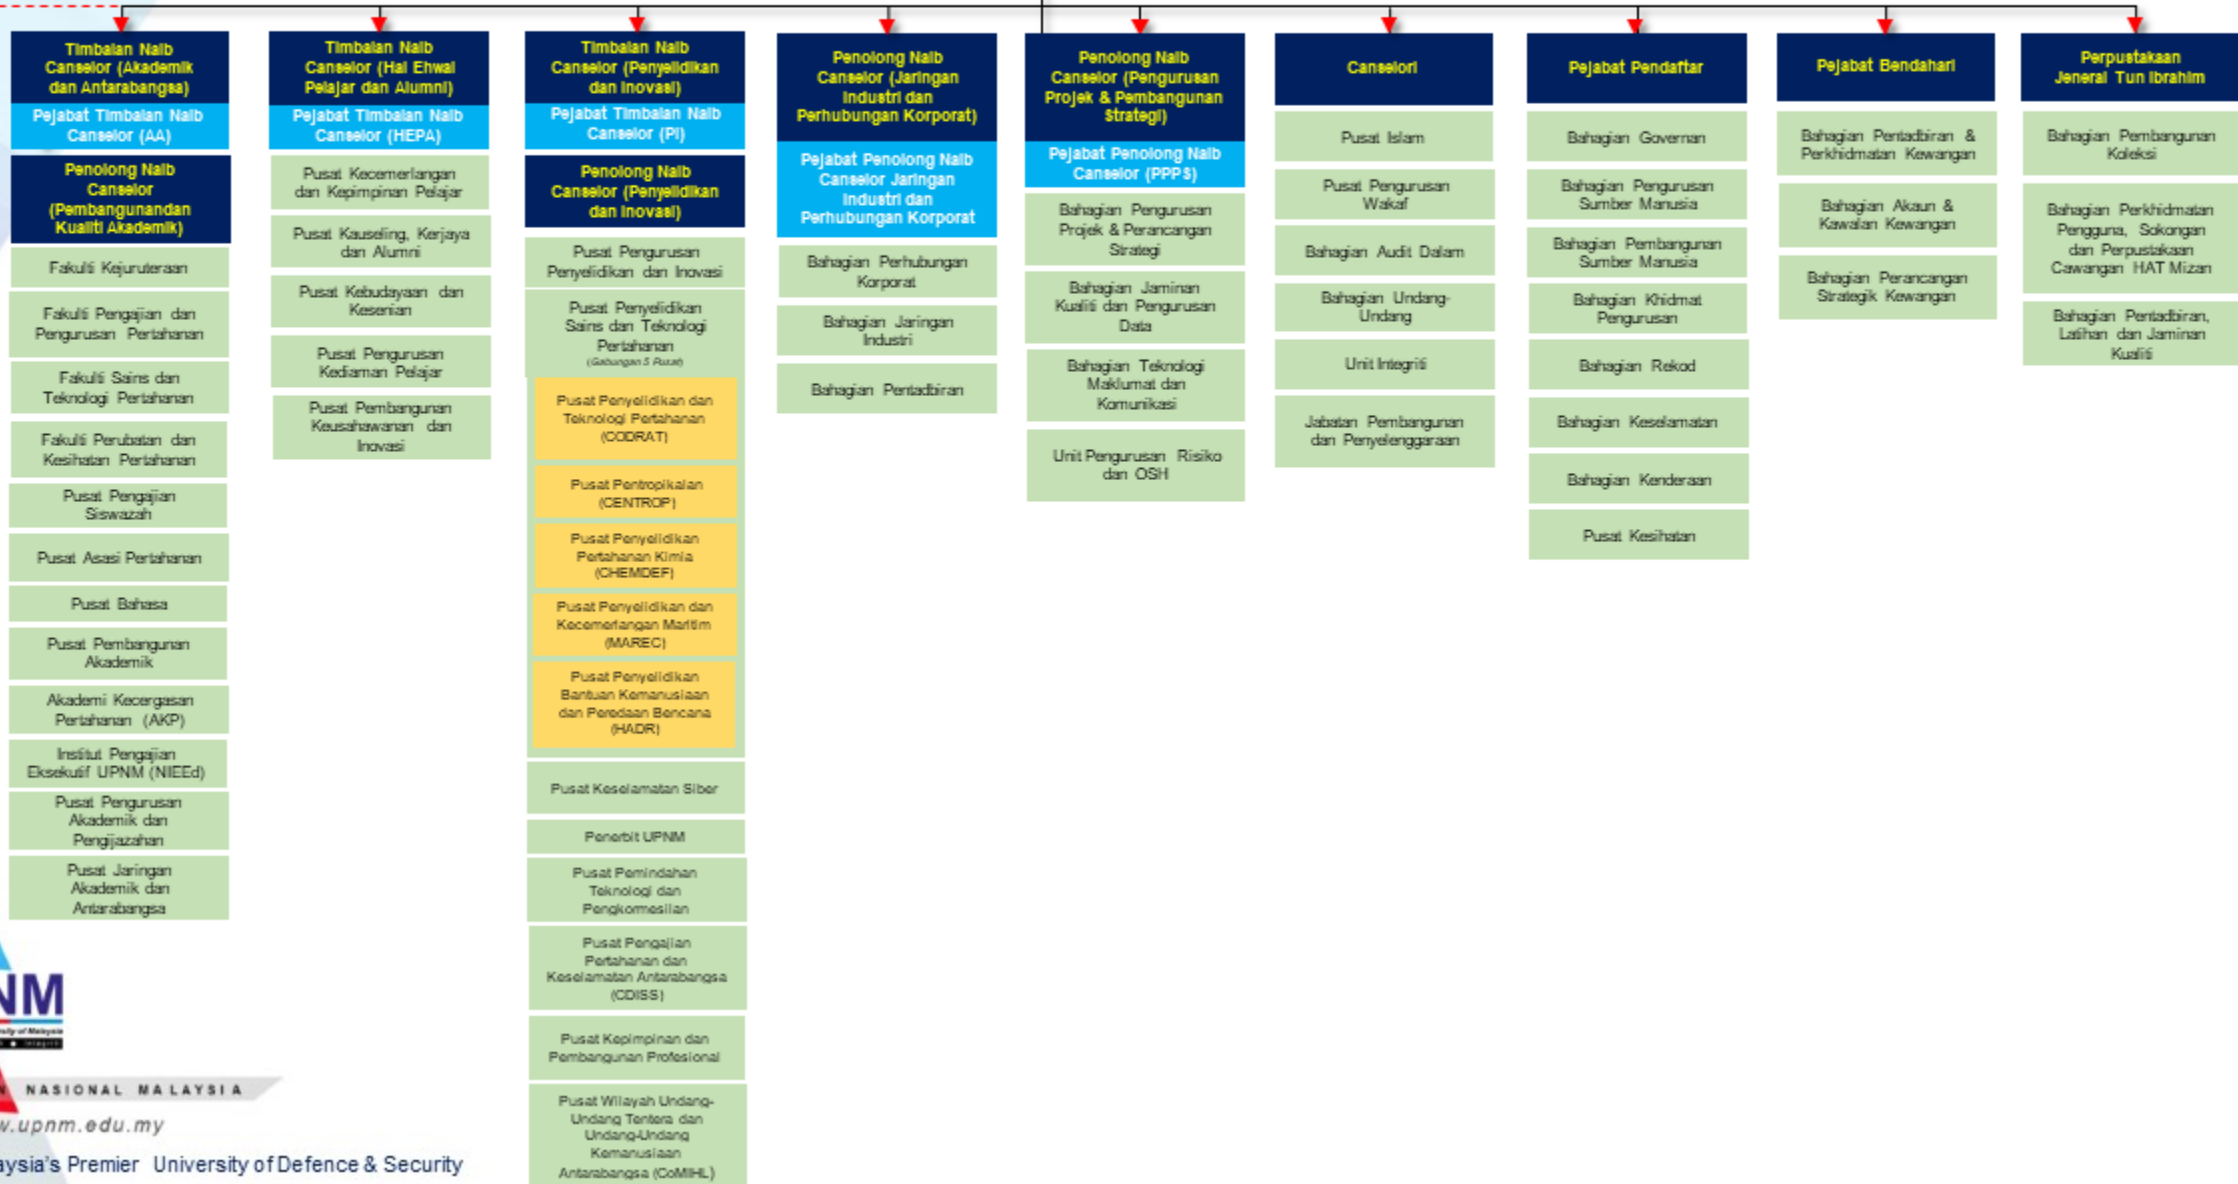 Timbalan Naib
Canselor (Akademik
dan Antarabangsa)
Pejabat Timbalan Naib
Canselor (AA)
Penolong Naib
Canselor
(Pembangunandan
Kualiti Akademik)
Fakulti Kejuruteraan
Fakulti Pengajian dan
Pengurusan Pertahanan
Fakulti Sains dan
Teknologi Pertahanan
Fakulti Perubatan dan
Kesihatan Pertahanan
Pusat Pengajian
Siswazah
Pusat Asasi Pertahanan
Pusat Bahasa
Pusat Pembangunan
Akademik
Akademi Kecergasan
Pertahanan (AKP)
Institut Pengajian
Eksekutif UPNM (NIEEd)
Pusat Pengurusan
Akademik dan
Pengijazahan
Pusat Jaringan
Akademik dan
Antarabangsa
Timbalan Naib
Canselor (Hal Ehwal
Pelajar dan Alumni)
Pejabat Timbalan Naib
Canselor (HEPA)
Pusat Kecemerlangan
dan Kepimpinan Pelajar
Pusat Kauseling, Kerjaya
dan Alumni
Pusat Kebudayaan dan
Kesenian
Pusat Pengurusan
Kediaman Pelajar
Pusat Pembangunan
Keusahawanan dan
Inovasi
Timbalan Naib
Canselor (Penyelidikan
dan Inovasi)
Pejabat Timbalan Naib
Canselor (PI)
Penolong Naib
Canselor (Penyelidikan
dan Inovasi)
Pusat Pengurusan
Penyelidikan dan Inovasi
Pusat Penyelidikan
Sains dan Teknologi
Pertahanan
(Gabungan 5 Pusat)
Pusat Penyelidikan dan
Teknologi Pertahanan
(CODRAT)
Pusat Pentropikalan
(CENTROP)
Pusat Penyelidikan
Pertahanan Kimia
(CHEMDEF)
Pusat Penyelidikan dan
Kecemerlangan Maritim
(MAREC)
Pusat Penyelidikan
Bantuan Kemanusiaan
dan Peredaan Bencana
(HADR)
Pusat Keselamatan Siber
Penerbit UPNM
Pusat Pemindahan
Teknologi dan
Pengkormesilan
Pusat Pengajian
Pertahanan dan
Keselamatan Antarabangsa
(CDISS)
Pusat Kepimpinan dan
Pembangunan Profesional
Pusat Wilayah Undang-
Undang Tentera dan
Undang-Undang
Kemanusiaan
Antarabangsa (CoMIHL)
Penolong Naib
Canselor (Jaringan
Industri dan
Perhubungan Korporat)
Pejabat Penolong Naib
Canselor Jaringan
Industri dan
Perhubungan Korporat
Bahagian Perhubungan
Korporat
Bahagian Jaringan
Industri
Bahagian Pentadbiran
Penolong Naib
Canselor (Pengurusan
Projek & Pembangunan
Strategi)
Pejabat Penolong Naib
Canselor (PPPS)
Bahagian Pengurusan
Projek & Perancangan
Strategi
Bahagian Jaminan
Kualiti dan Pengurusan
Data
Bahagian Teknologi
Maklumat dan
Komunikasi
Unit Pengurusan Risiko
dan OSH
Canselori
Pusat Islam
Pusat Pengurusan
Wakaf
Bahagian Audit Dalam
Bahagian Undang-
Undang
Unit Integriti
Jabatan Pembangunan
dan Penyelenggaraan
Pejabat Pendaftar
Bahagian Governan
Bahagian Pengurusan
Sumber Manusia
Bahagian Pembangunan
Sumber Manusia
Bahagian Khidmat
Pengurusan
Bahagian Rekod
Bahagian Keselamatan
Bahagian Kenderaan
Pusat Kesihatan
Pejabat Bendahari
Bahagian Pentadbiran &
Perkhidmatan Kewangan
Bahagian Akaun &
Kawalan Kewangan
Bahagian Perancangan
Strategik Kewangan
Perpustakaan
Jeneral Tun Ibrahim
Bahagian Pembangunan
Koleksi
Bahagian Perkhidmatan
Pengguna, Sokongan
dan Perpustakaan
Cawangan HAT Mizan
Bahagian Pentadbiran,
Latihan dan Jaminan
Kualiti
NM
of Malaysia
N NASIONAL MALAYSIA
w.upnm.edu.my
aysia's Premier University of Defence & Security